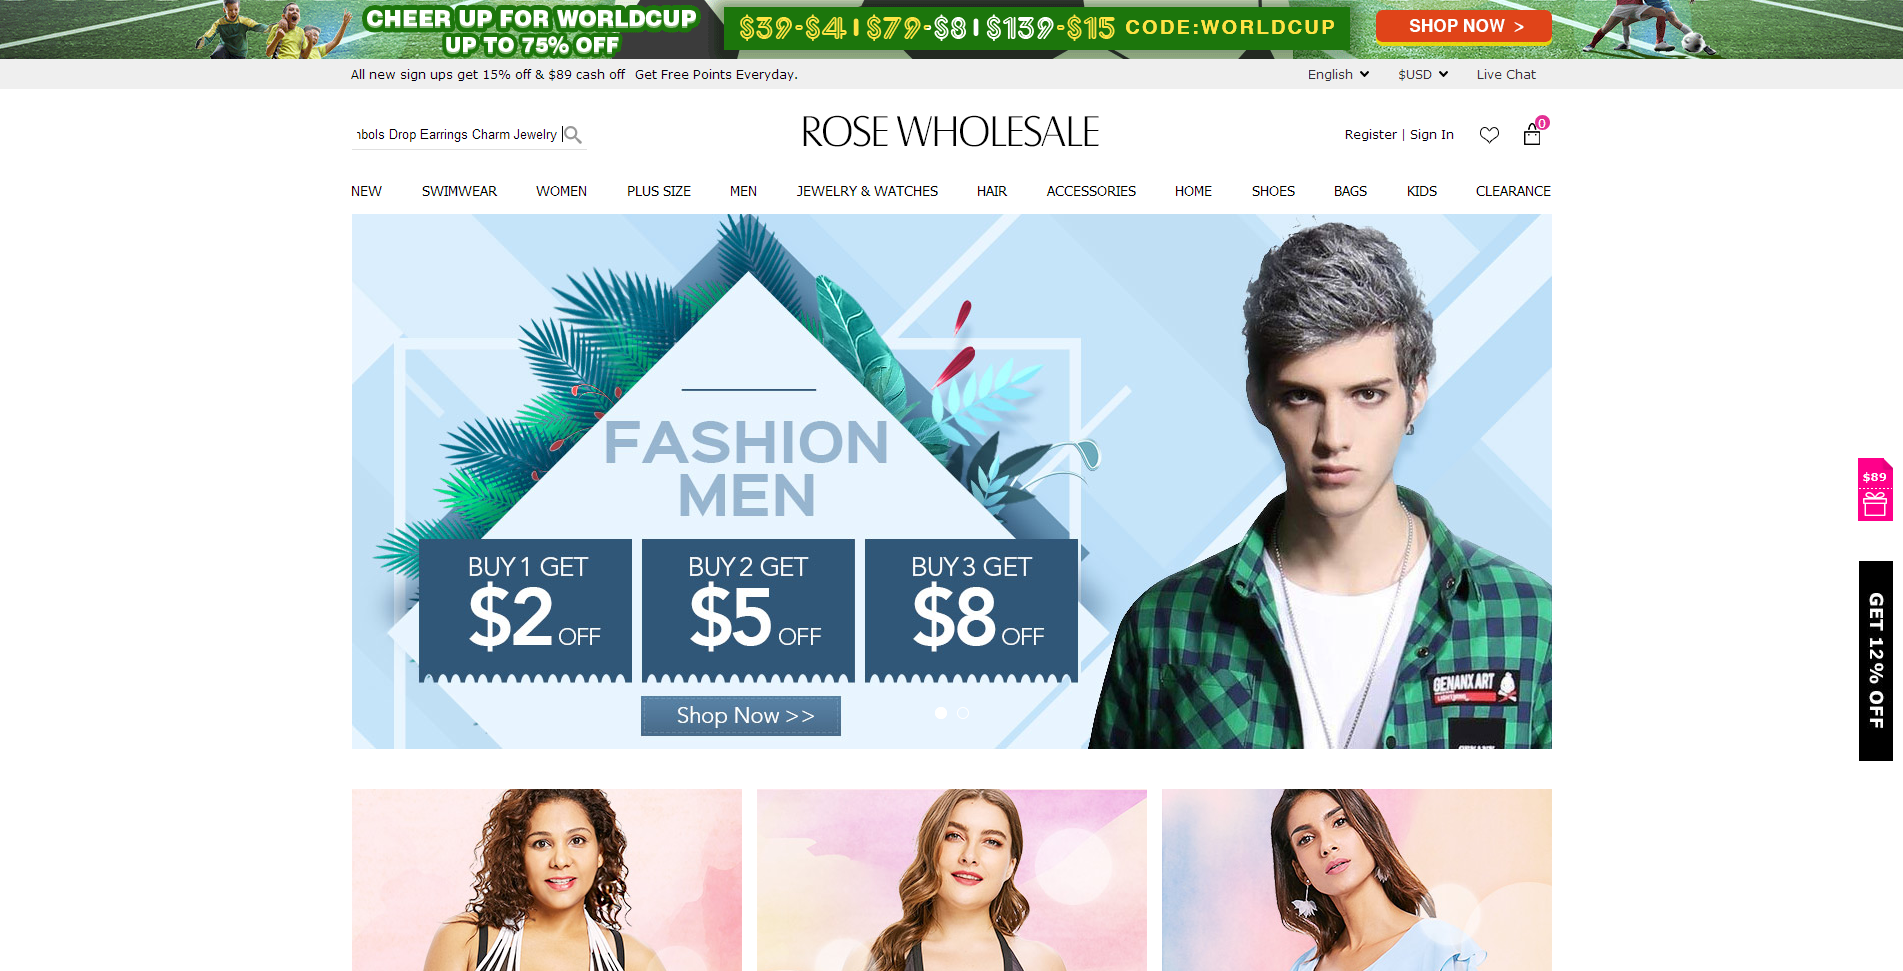 CHEER UP FOR WORLDCUP
UP TO 75% OFF
$39-$4 | $79-$8 | $139-$15 CODE:WORLDCUP
SHOP NOW >
All new sign ups get 15% off & $89 cash off Get Free Points Everyday.
English $USD Live Chat
Drop Earrings Charm Jewelry
ROSE WHOLESALE
Register | Sign In
0
NEW SWIMWEAR WOMEN PLUS SIZE MEN JEWELRY & WATCHES HAIR ACCESSORIES HOME SHOES BAGS KIDS CLEARANCE
FASHION
MEN
BUY 1 GET
$2 OFF
BUY 2 GET
$5 OFF
BUY 3 GET
$8 OFF
Shop Now >>
GENANX ART
LIGHTNING
GENANX
$89
GET 12% OFF